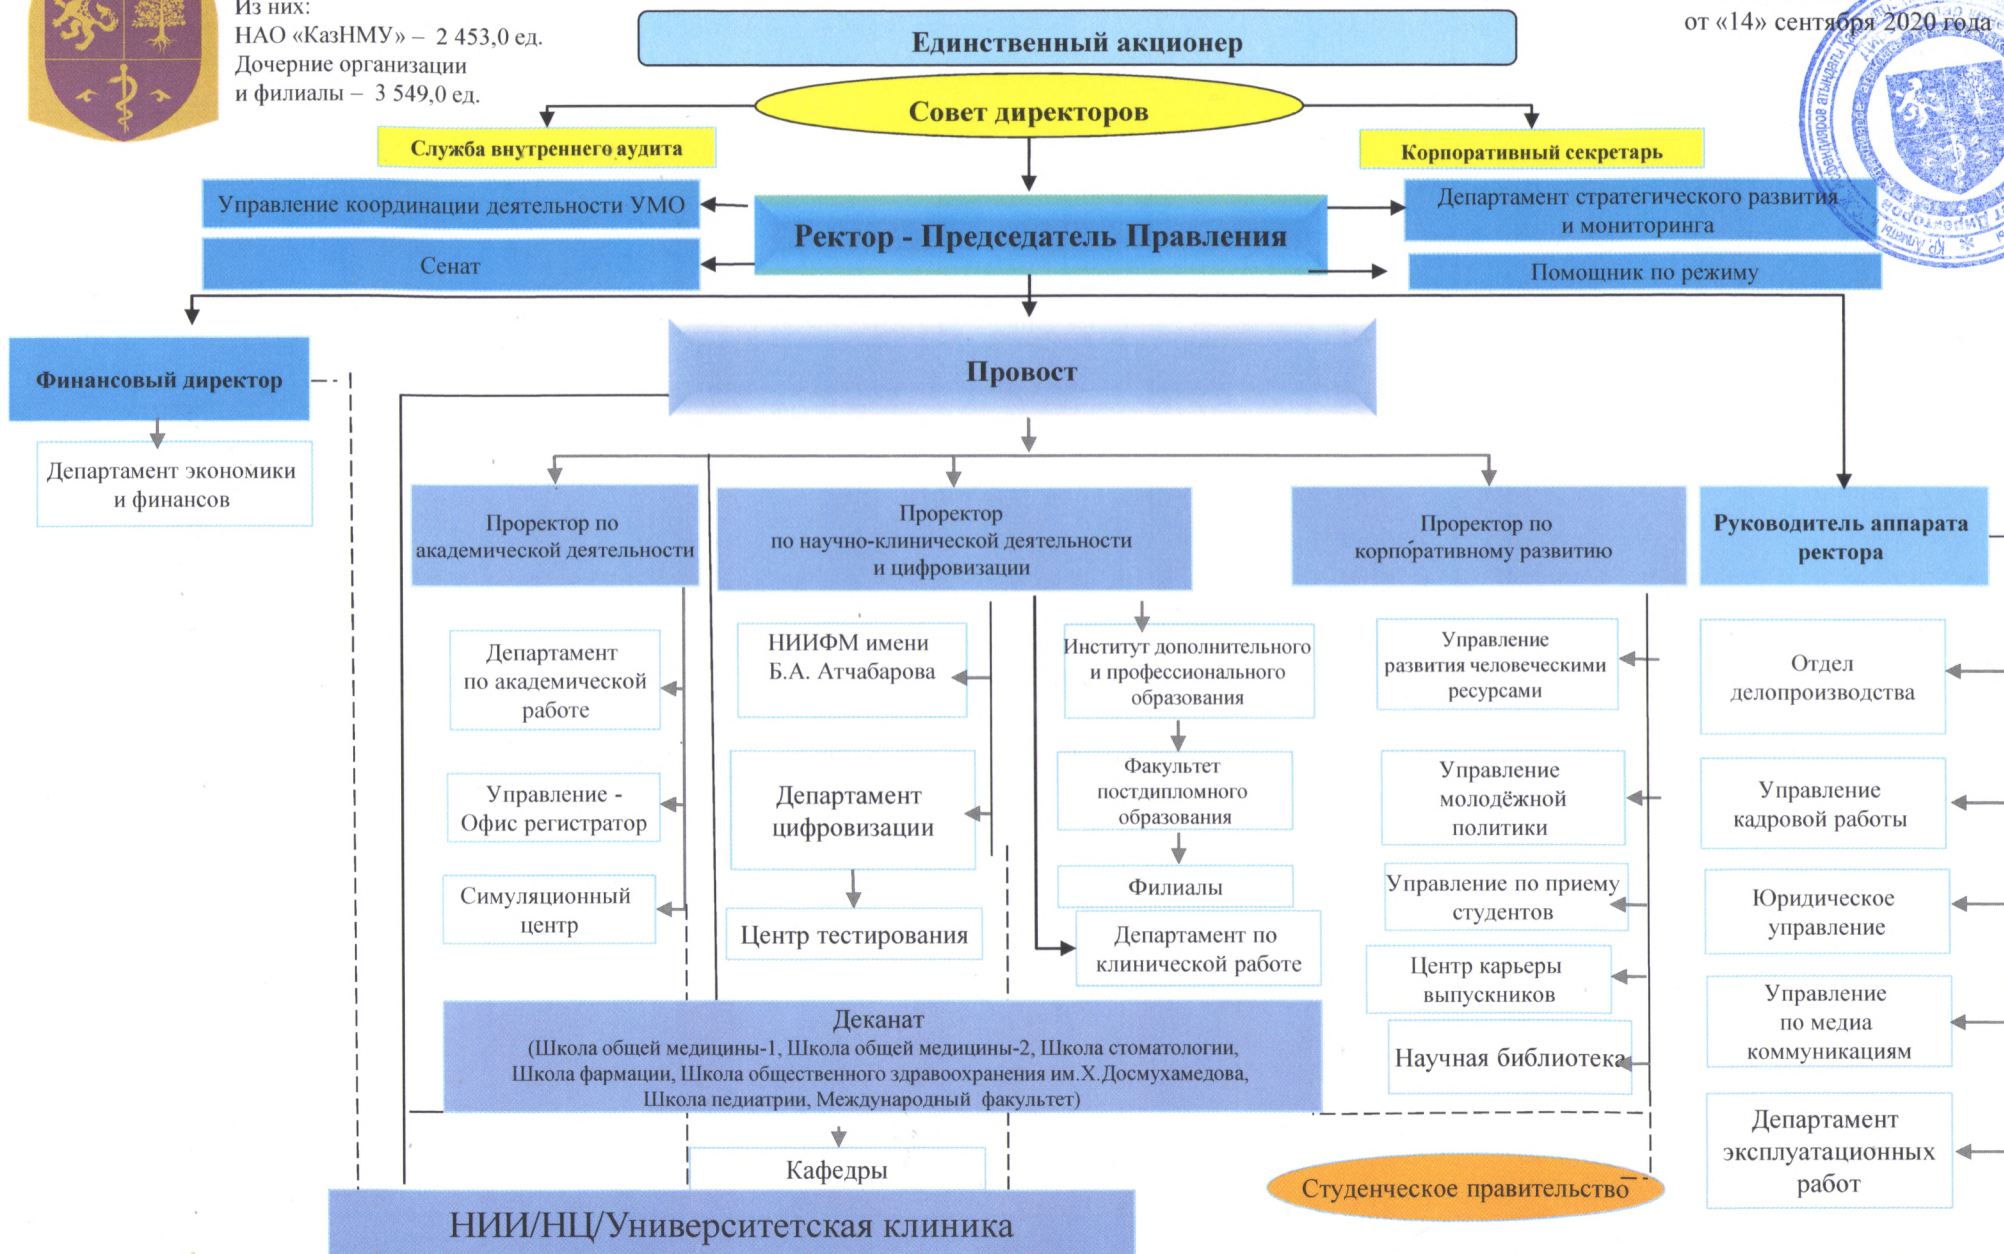 Из них:
НАО «КазНМУ» – 2 453,0 ед.
Дочерние организации
и филиалы – 3 549,0 ед.
от «14» сентября 2020 года
Единственный акционер
Совет директоров
Служба внутреннего аудита
Корпоративный секретарь
Управление координации деятельности УМО
Сенат
Ректор - Председатель Правления
Департамент стратегического развития
и мониторинга
Помощник по режиму
Финансовый директор
Департамент экономики
и финансов
Провост
Проректор по
академической деятельности
Проректор
по научно-клинической деятельности
и цифровизации
Проректор по
корпоративному развитию
Руководитель аппарата
ректора
Департамент
по академической
работе
Управление -
Офис регистратор
Симуляционный
центр
НИИФМ имени
Б.А. Атчабарова
Департамент
цифровизации
Центр тестирования
Институт дополнительного
и профессионального
образования
Факультет
постдипломного
образования
Филиалы
Департамент по
клинической работе
Управление
развития человеческими
ресурсами
Управление
молодёжной
политики
Управление по приему
студентов
Центр карьеры
выпускников
Научная библиотека
Отдел
делопроизводства
Управление
кадровой работы
Юридическое
управление
Управление
по медиа
коммуникациям
Департамент
эксплуатационных
работ
Деканат
(Школа общей медицины-1, Школа общей медицины-2, Школа стоматологии,
Школа фармации, Школа общественного здравоохранения им.Х.Досмухамедова,
Школа педиатрии, Международный факультет)
Кафедры
Студенческое правительство
НИИ/НЦ/Университетская клиника